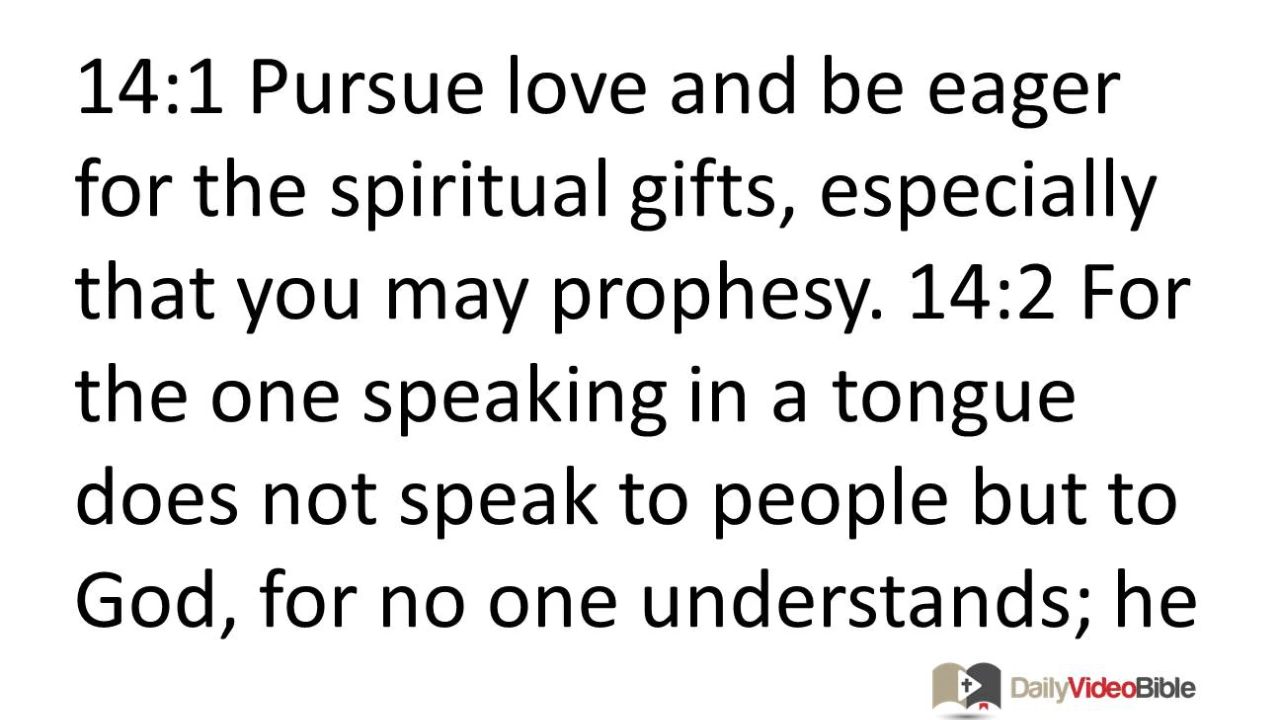 14:1 Pursue love and be eager
for the spiritual gifts, especially
that you may prophesy. 14:2 For
the one speaking in a tongue
does not speak to people but to
God, for no one understands; he
DailyVideoBible